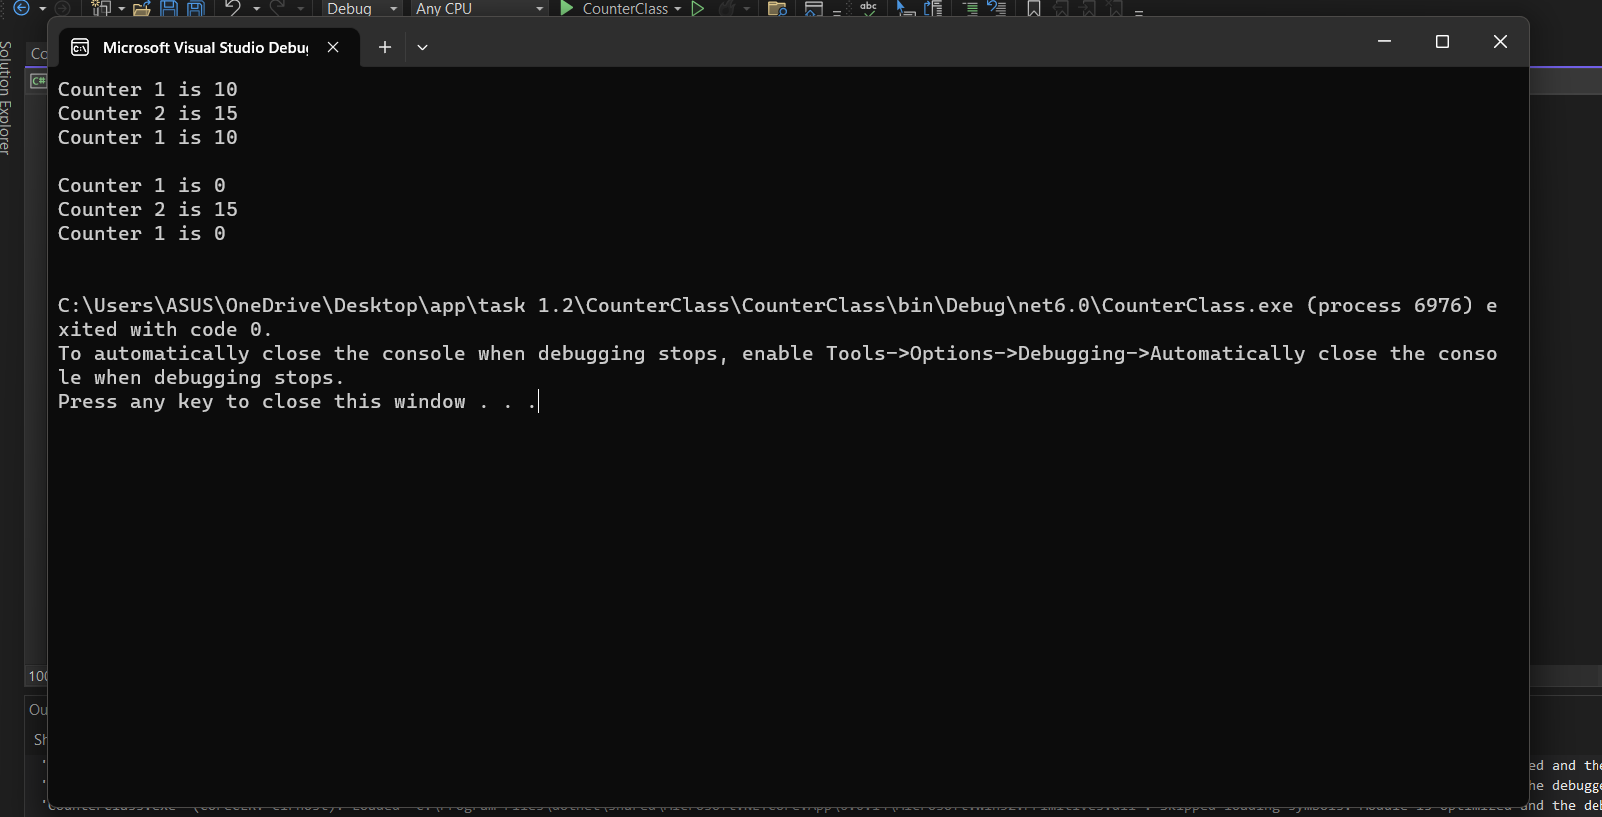 Debug
Any CPU
CounterClass
abc
Solution Explorer
Co
C#
Microsoft Visual Studio Debu
Counter 1 is 10
Counter 2 is 15
Counter 1 is 10
Counter 1 is 0
Counter 2 is 15
Counter 1 is 0
C:\Users\ASUS\OneDrive\Desktop\app\task 1.2\CounterClass\CounterClass\bin\Debug\net6.0\CounterClass.exe (process 6976) e
xited with code 0.
To automatically close the console when debugging stops, enable Tools->Options->Debugging->Automatically close the conso
le when debugging stops.
Press any key to close this window . . .
100
Ou
Sh
ed and the
he debugge
and the deb